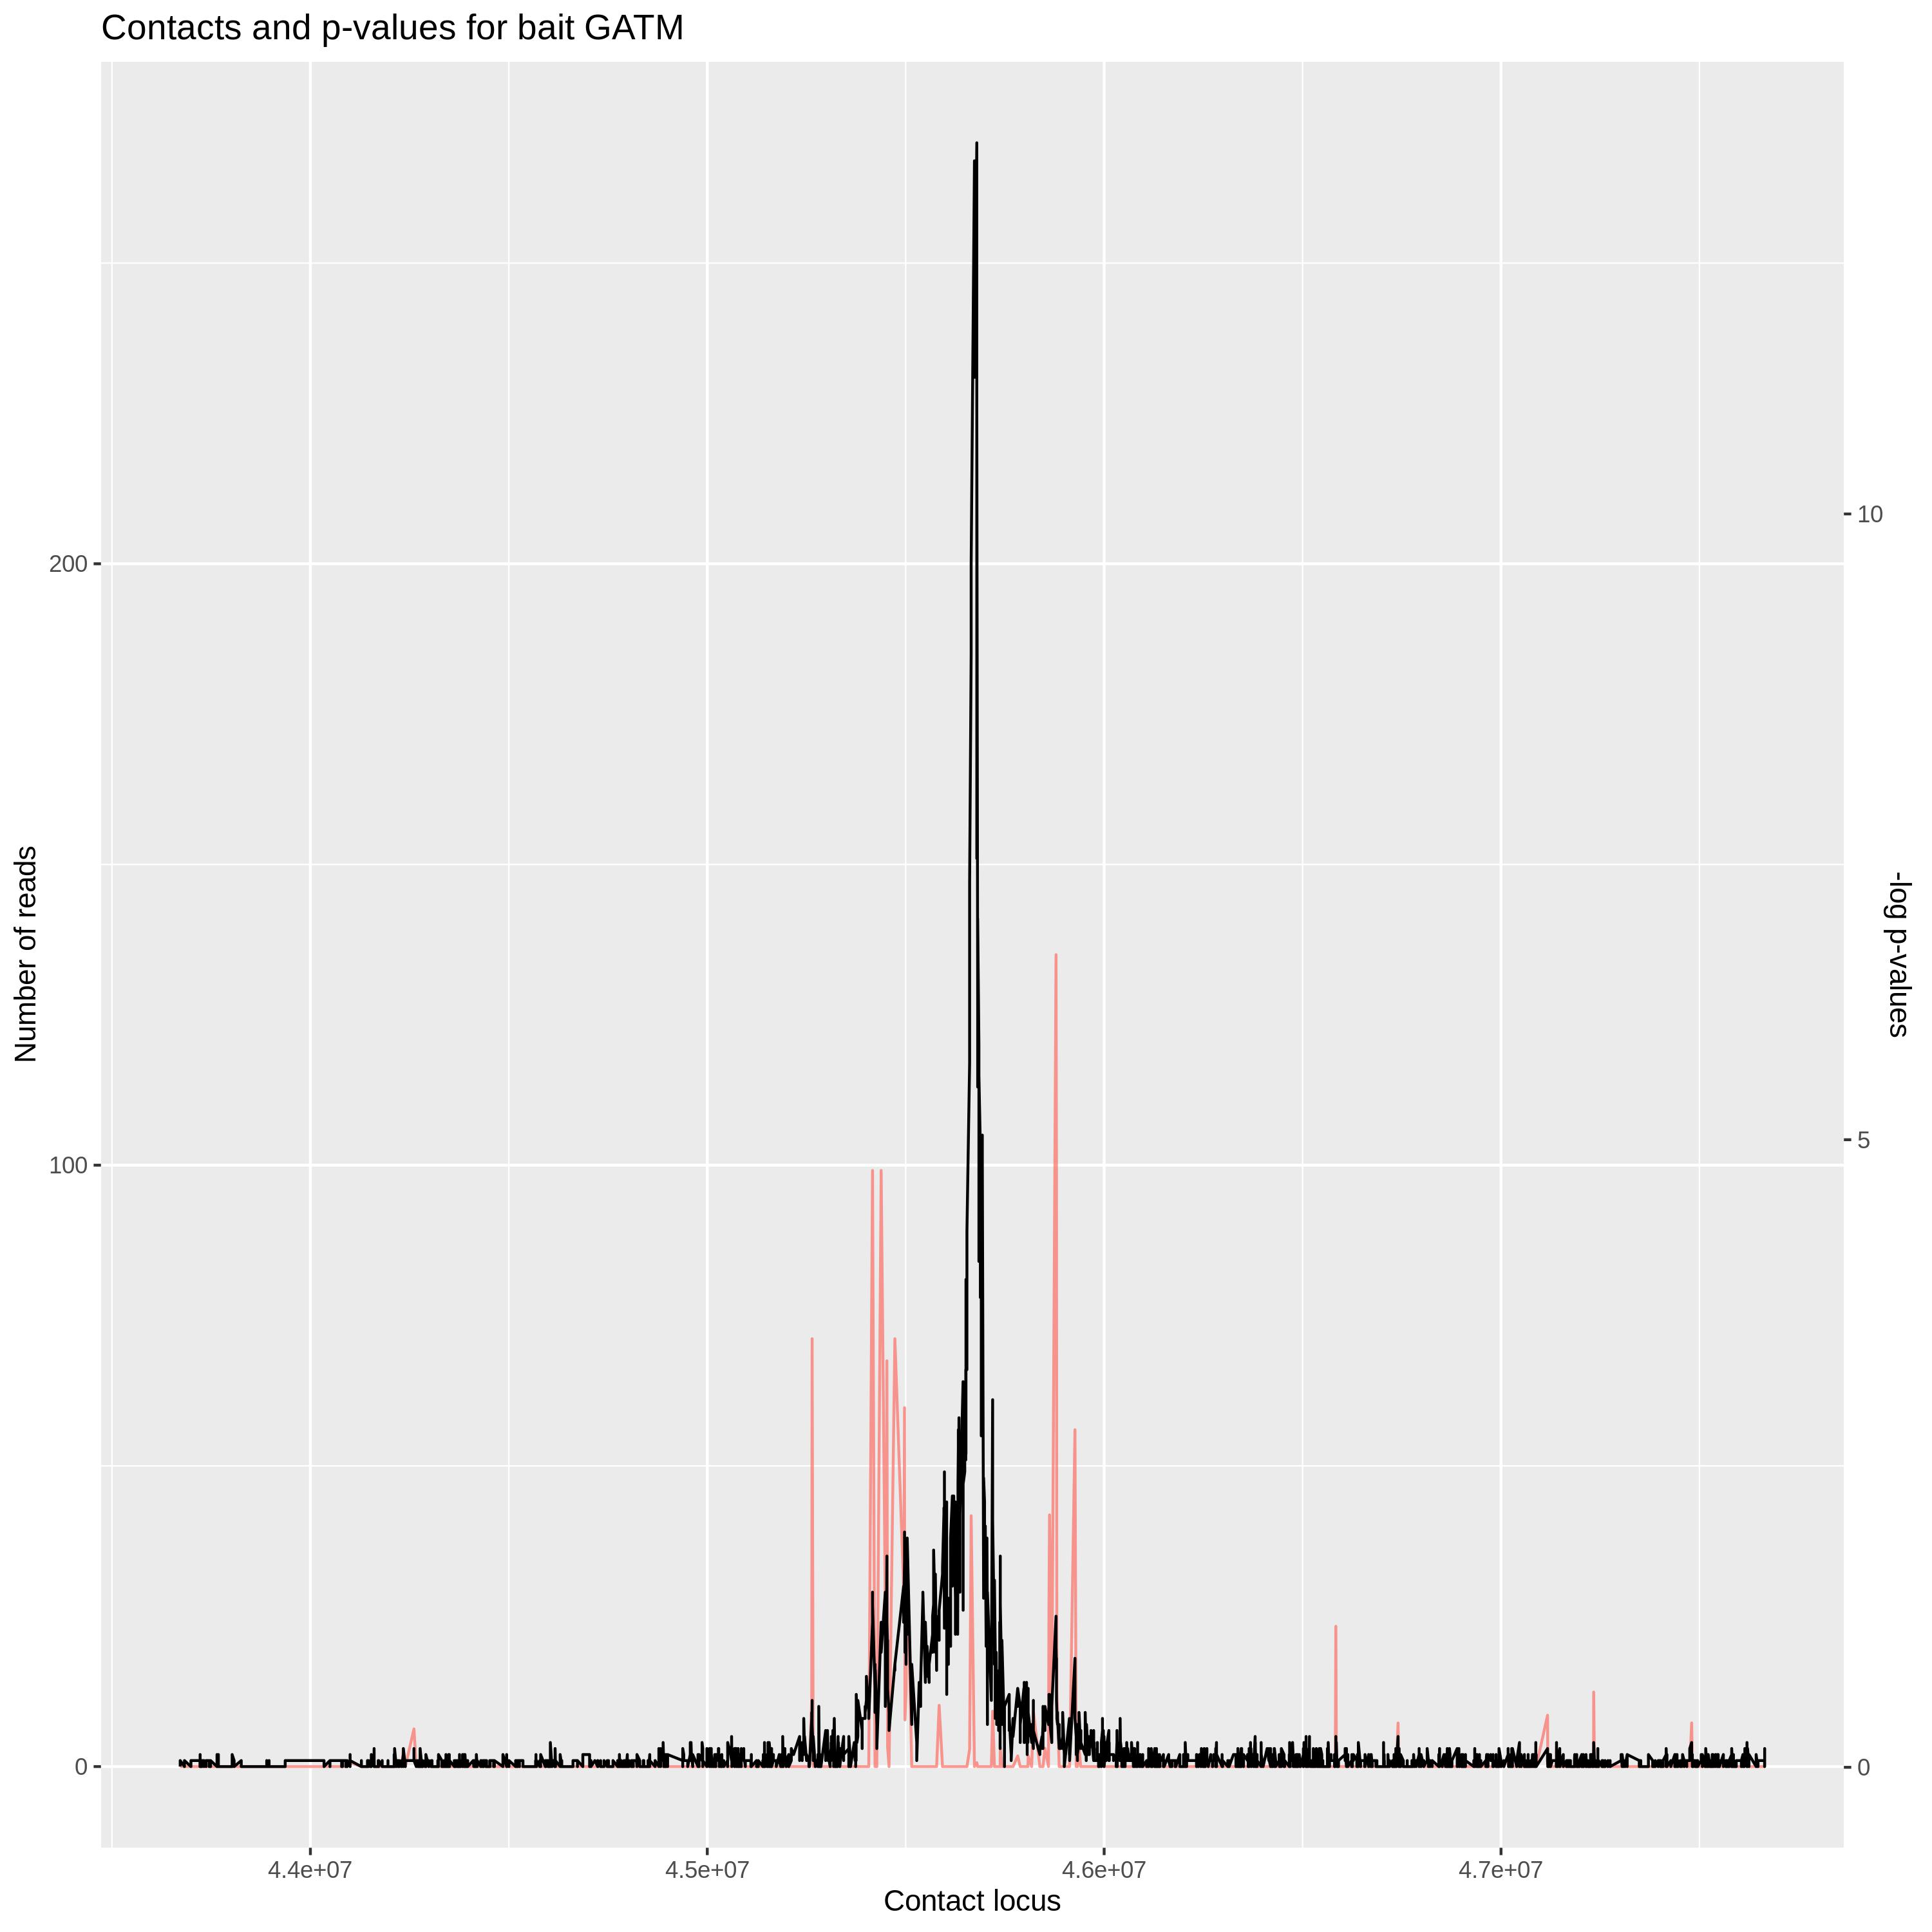 Contacts and p-values for bait GATM
Number of reads
200
100
0
10
5
0
-log p-values
4.4e+07
4.5e+07
4.6e+07
4.7e+07
Contact locus